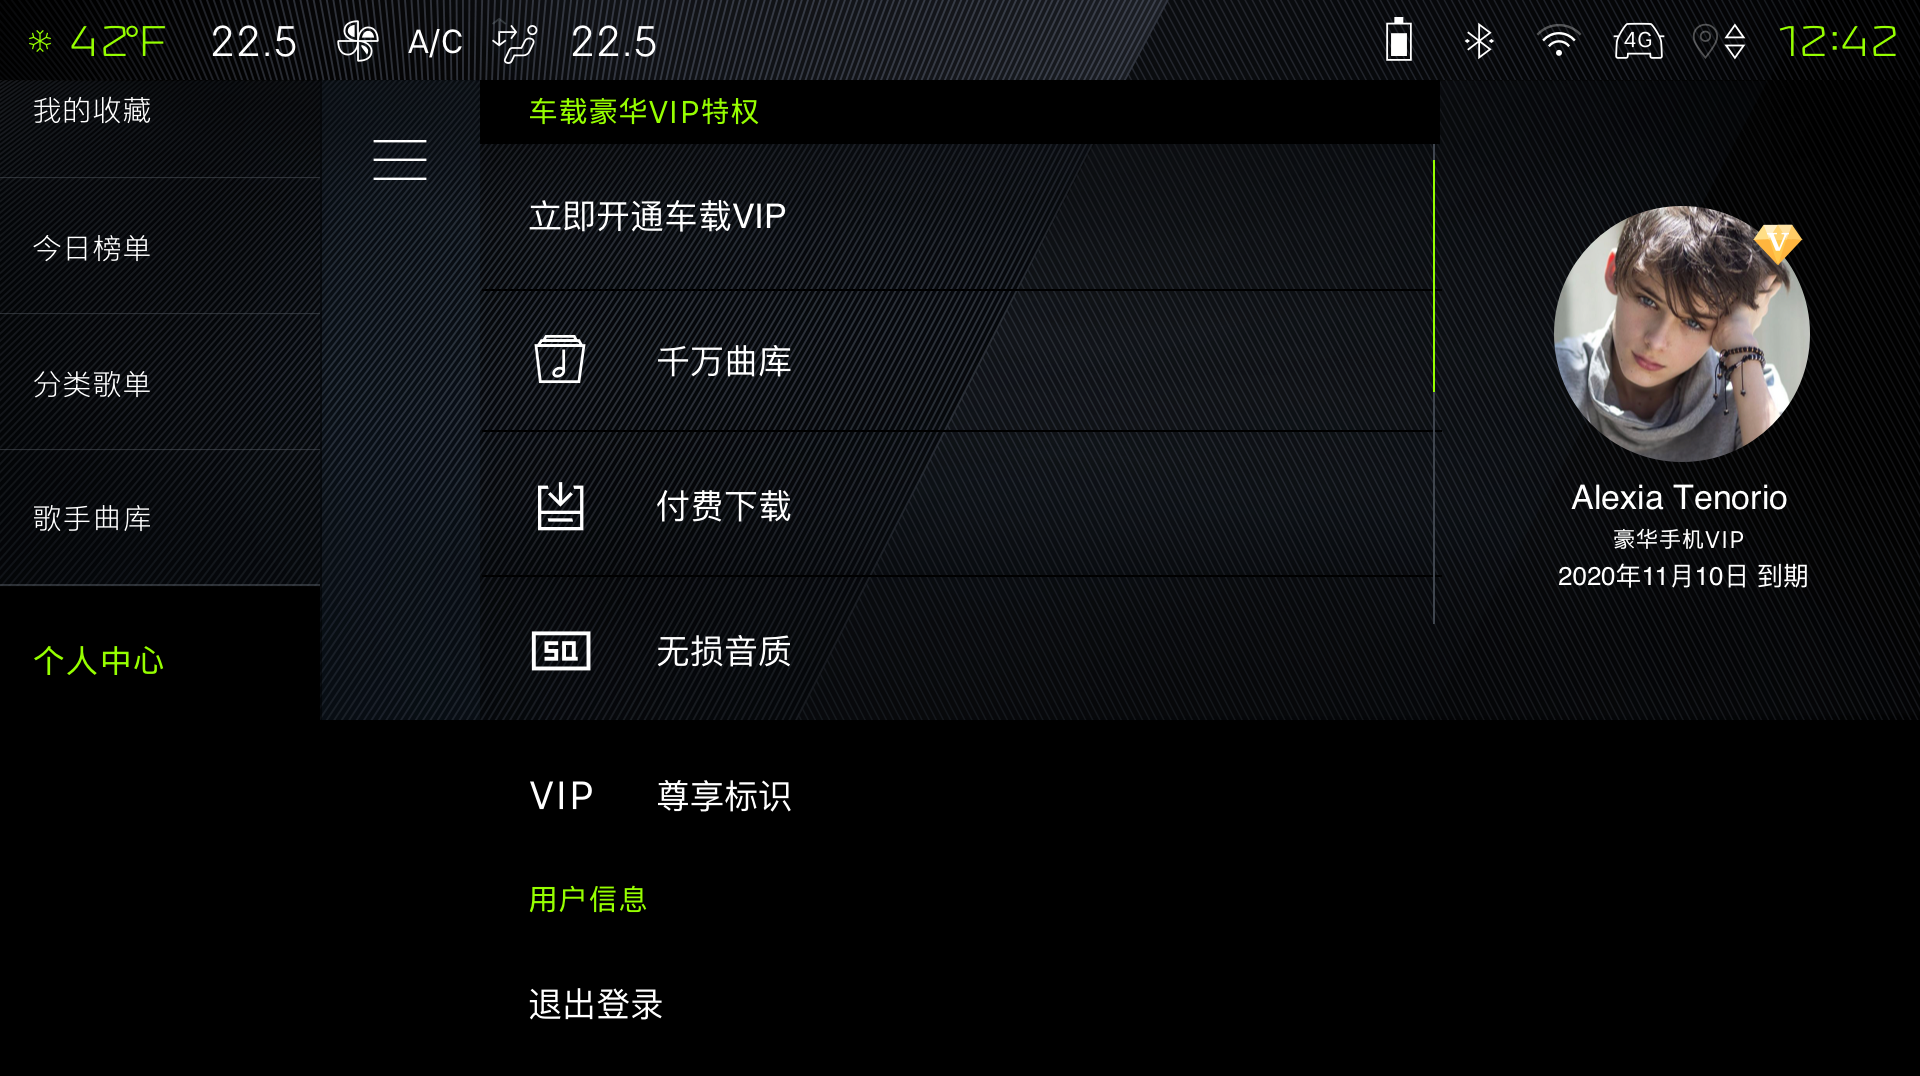 42°F 22.5 A/C 22.5 4G 12:42
我的收藏
今日榜单
分类歌单
歌手曲库
个人中心
车载豪华VIP特权
立即开通车载VIP
千万曲库
付费下载
SQ 无损音质
VIP 尊享标识
用户信息
退出登录
V
Alexia Tenorio
豪华手机VIP
2020年11月10日 到期